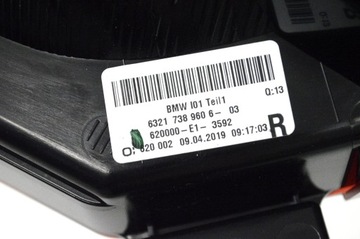 BMW I01 Teil1
Q:13
6321 738 960 6- 03
620000-E1-3592
O: 620 002 09.04.2019 09:17:03
R